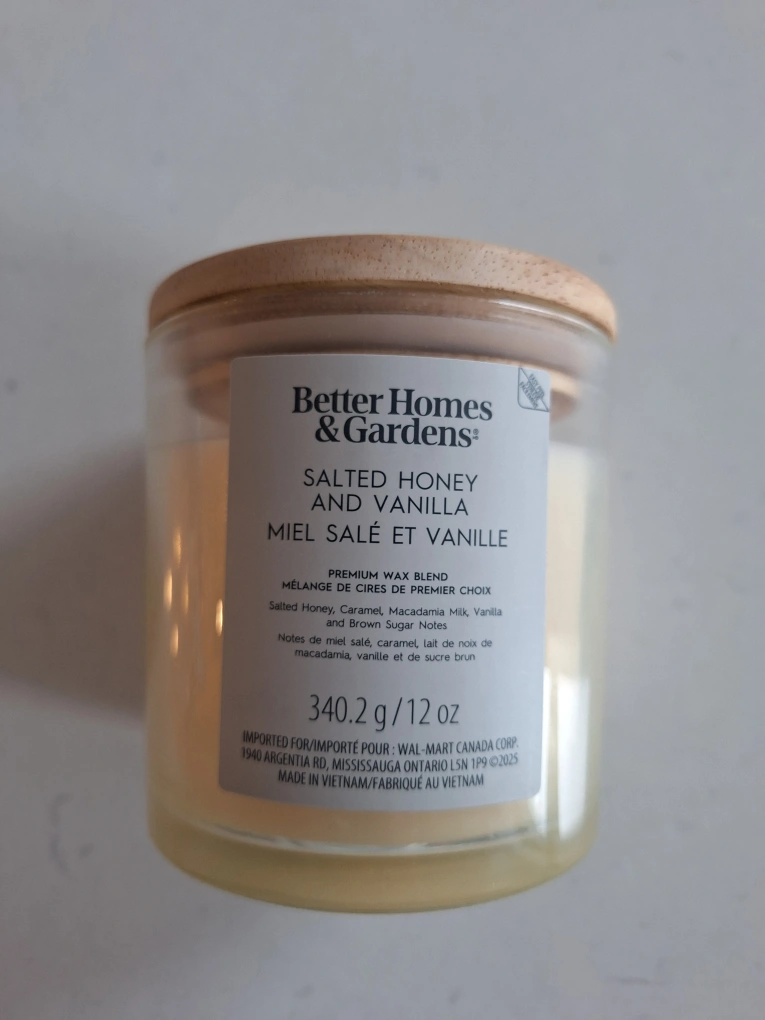 Better Homes
& Gardens®
SALTED HONEY
AND VANILLA
MIEL SALÉ ET VANILLE
PREMIUM WAX BLEND
MÉLANGE DE CIRES DE PREMIER CHOIX
Salted Honey, Caramel, Macadamia Milk, Vanilla
and Brown Sugar Notes
Notes de miel salé, caramel, lait de noix de
macadamia, vanille et de sucre brun
340.2 g / 12 oz
IMPORTED FOR/IMPORTÉ POUR : WAL-MART CANADA CORP.
1940 ARGENTIA RD, MISSISSAUGA ONTARIO L5N 1P9 ©2025
MADE IN VIETNAM/FABRIQUÉ AU VIETNAM